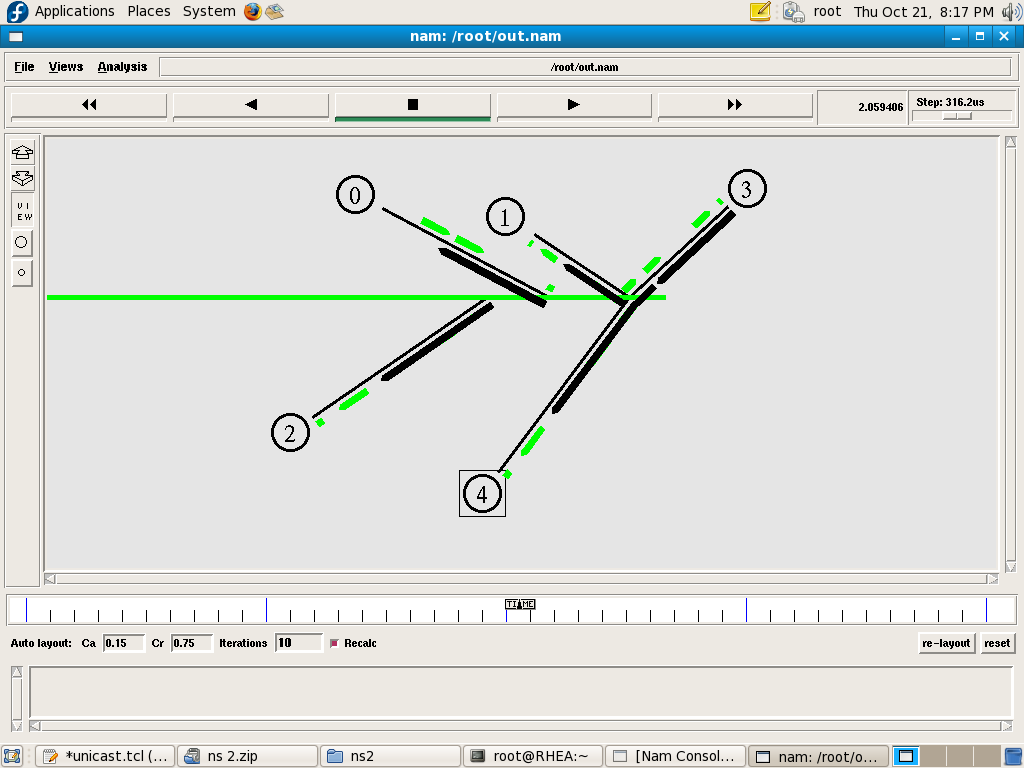 Applications Places System root Thu Oct 21, 8:17 PM
nam: /root/out.nam
File Views Analysis /root/out.nam
2.059406 Step: 316.2us
VI
EW
0
1
3
2
4
TIME
Auto layout: Ca 0.15 Cr 0.75 Iterations 10 Recalc re-layout reset
*unicast.tcl (... ns 2.zip ns2 root@RHEA:~ [Nam Consol... nam: /root/o...